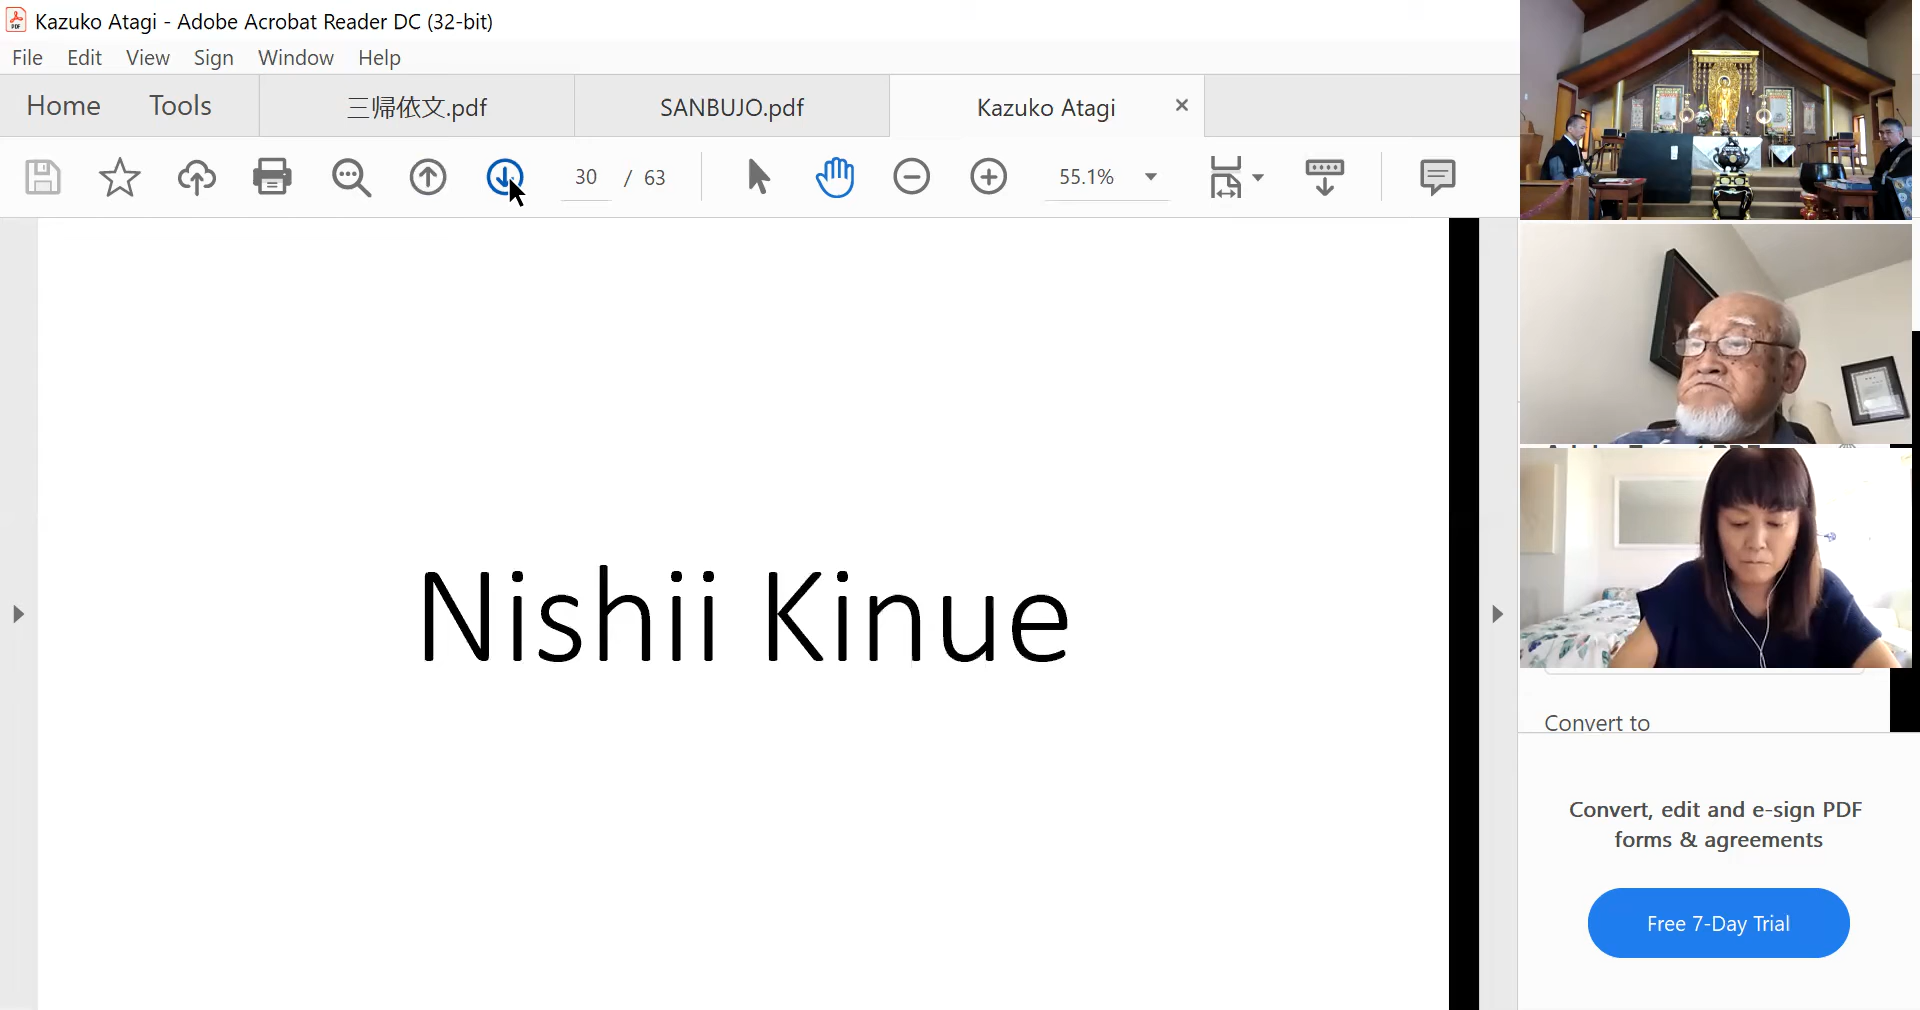 Kazuko Atagi - Adobe Acrobat Reader DC (32-bit)
File Edit View Sign Window Help
Home Tools 三帰依文.pdf SANBUJO.pdf Kazuko Atagi ×
30 / 63 55.1%
Nishii Kinue
Convert to
Convert, edit and e-sign PDF
forms & agreements
Free 7-Day Trial